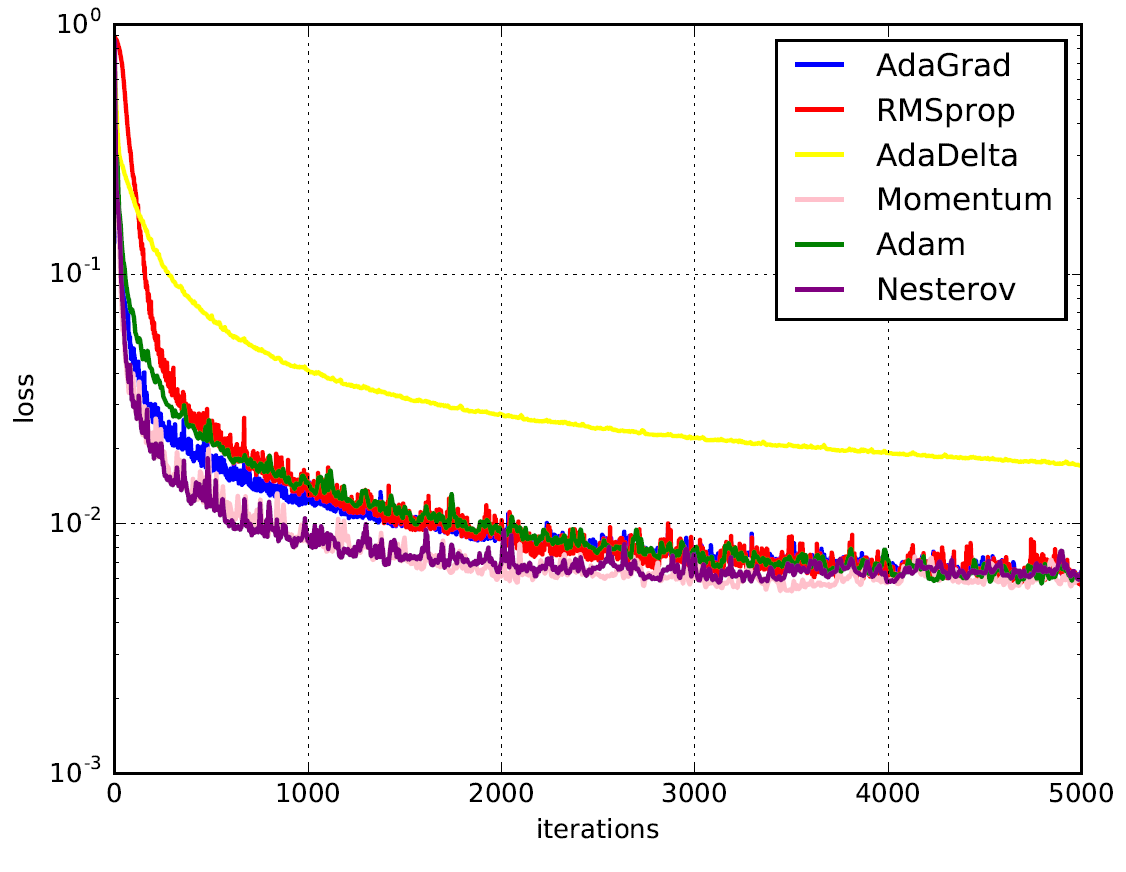 10^0
10^-1
10^-2
10^-3
loss
AdaGrad
RMSprop
AdaDelta
Momentum
Adam
Nesterov
0 1000 2000 3000 4000 5000
iterations